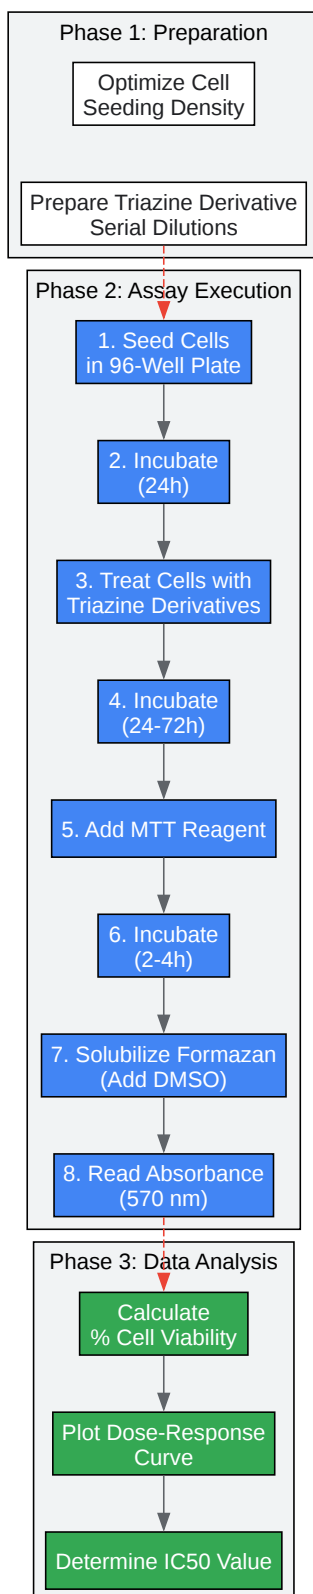 Phase 1: Preparation
Optimize Cell
Seeding Density
Prepare Triazine Derivative
Serial Dilutions
Phase 2: Assay Execution
1. Seed Cells
in 96-Well Plate
2. Incubate
(24h)
3. Treat Cells with
Triazine Derivatives
4. Incubate
(24-72h)
5. Add MTT Reagent
6. Incubate
(2-4h)
7. Solubilize Formazan
(Add DMSO)
8. Read Absorbance
(570 nm)
Phase 3: Data Analysis
Calculate
% Cell Viability
Plot Dose-Response
Curve
Determine IC50 Value